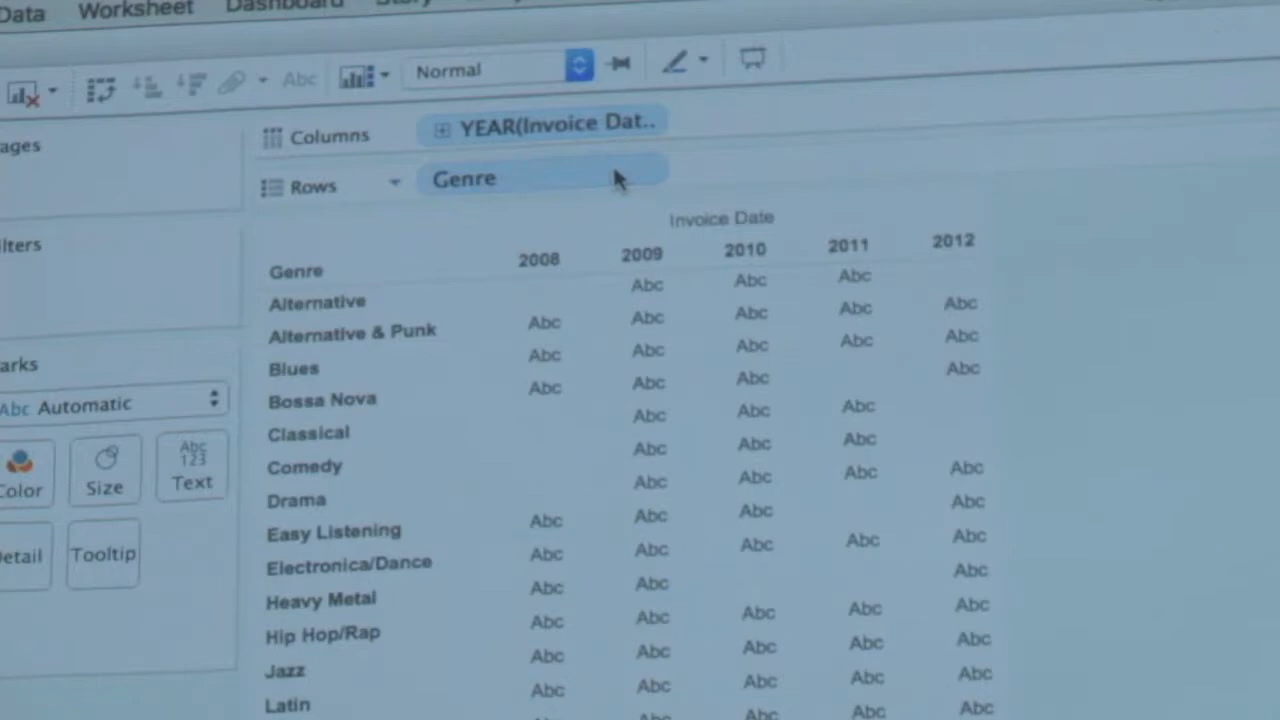 Data Worksheet Dashboard Story
Abc Normal
ages
Columns YEAR(Invoice Dat..
Rows Genre
Invoice Date
ilters
Genre 2008 2009 2010 2011 2012
Alternative Abc Abc Abc
Alternative & Punk Abc Abc Abc Abc Abc
Blues Abc Abc Abc Abc Abc
Bossa Nova Abc Abc Abc Abc
Classical Abc Abc Abc
Comedy Abc Abc Abc
Drama Abc Abc Abc Abc
Easy Listening Abc Abc Abc Abc
Electronica/Dance Abc Abc Abc Abc Abc
Heavy Metal Abc Abc Abc
Hip Hop/Rap Abc Abc Abc Abc Abc
Jazz Abc Abc Abc Abc Abc
Latin Abc Abc Abc Abc Abc
Abc Abc Abc Abc
arks
Abc Automatic
Color Size Abc 123 Text
Detail Tooltip